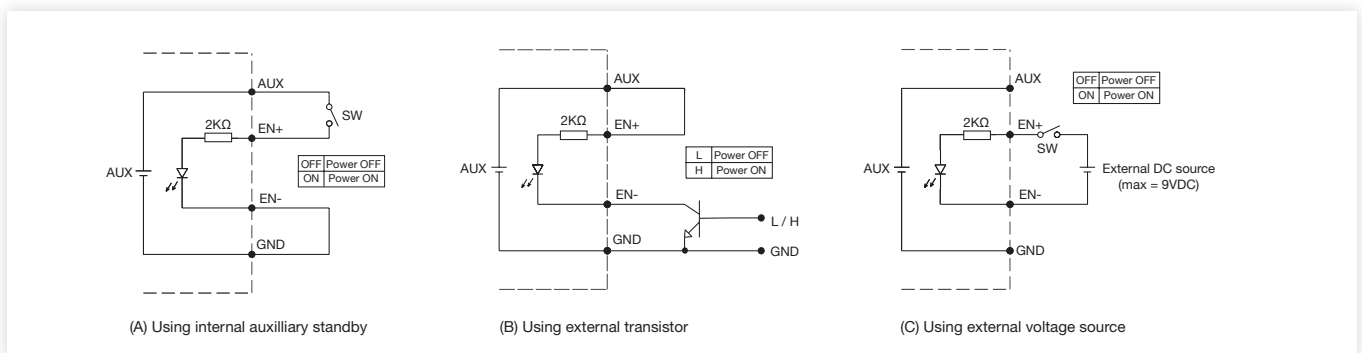 AUX
SW
2KΩ
EN+
OFF Power OFF
ON Power ON
AUX
EN-
GND
(A) Using internal auxilliary standby
AUX
2KΩ
EN+
L Power OFF
H Power ON
AUX
EN-
L / H
GND
GND
(B) Using external transistor
AUX
OFF Power OFF
ON Power ON
2KΩ
EN+
SW
AUX
External DC source
(max = 9VDC)
EN-
GND
(C) Using external voltage source